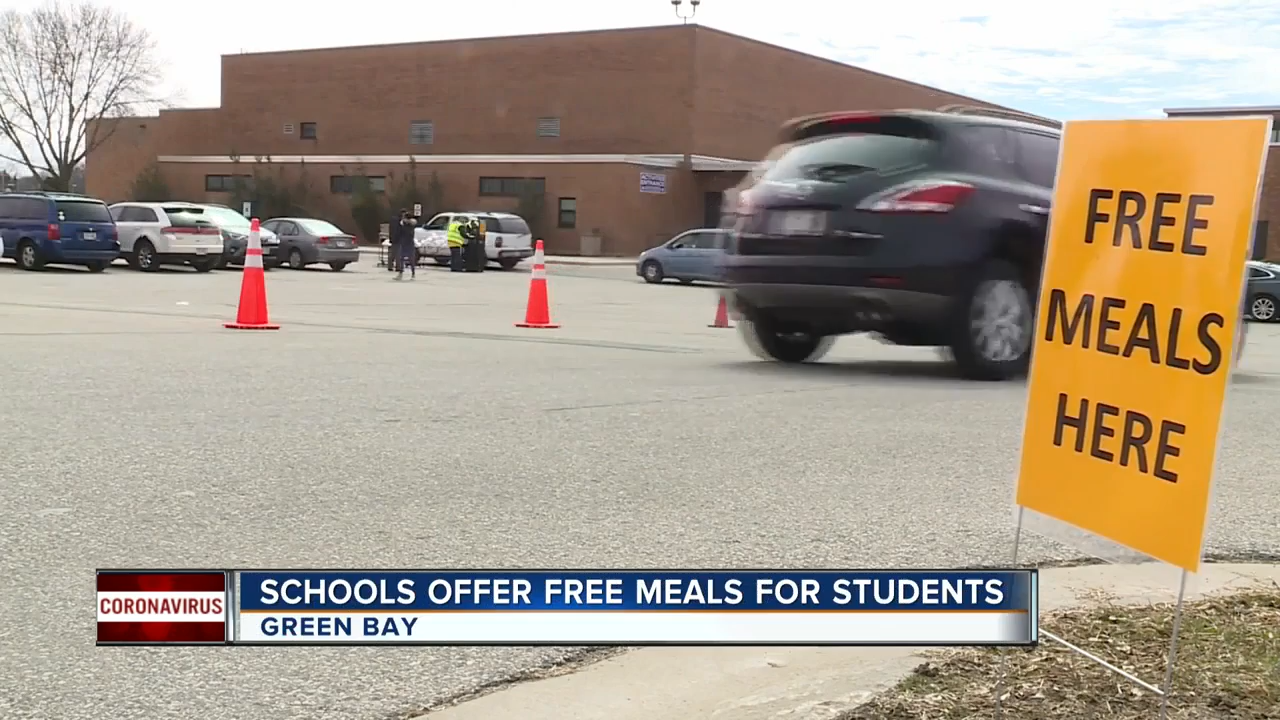 FREE
MEALS
HERE
CORONAVIRUS
SCHOOLS OFFER FREE MEALS FOR STUDENTS
GREEN BAY